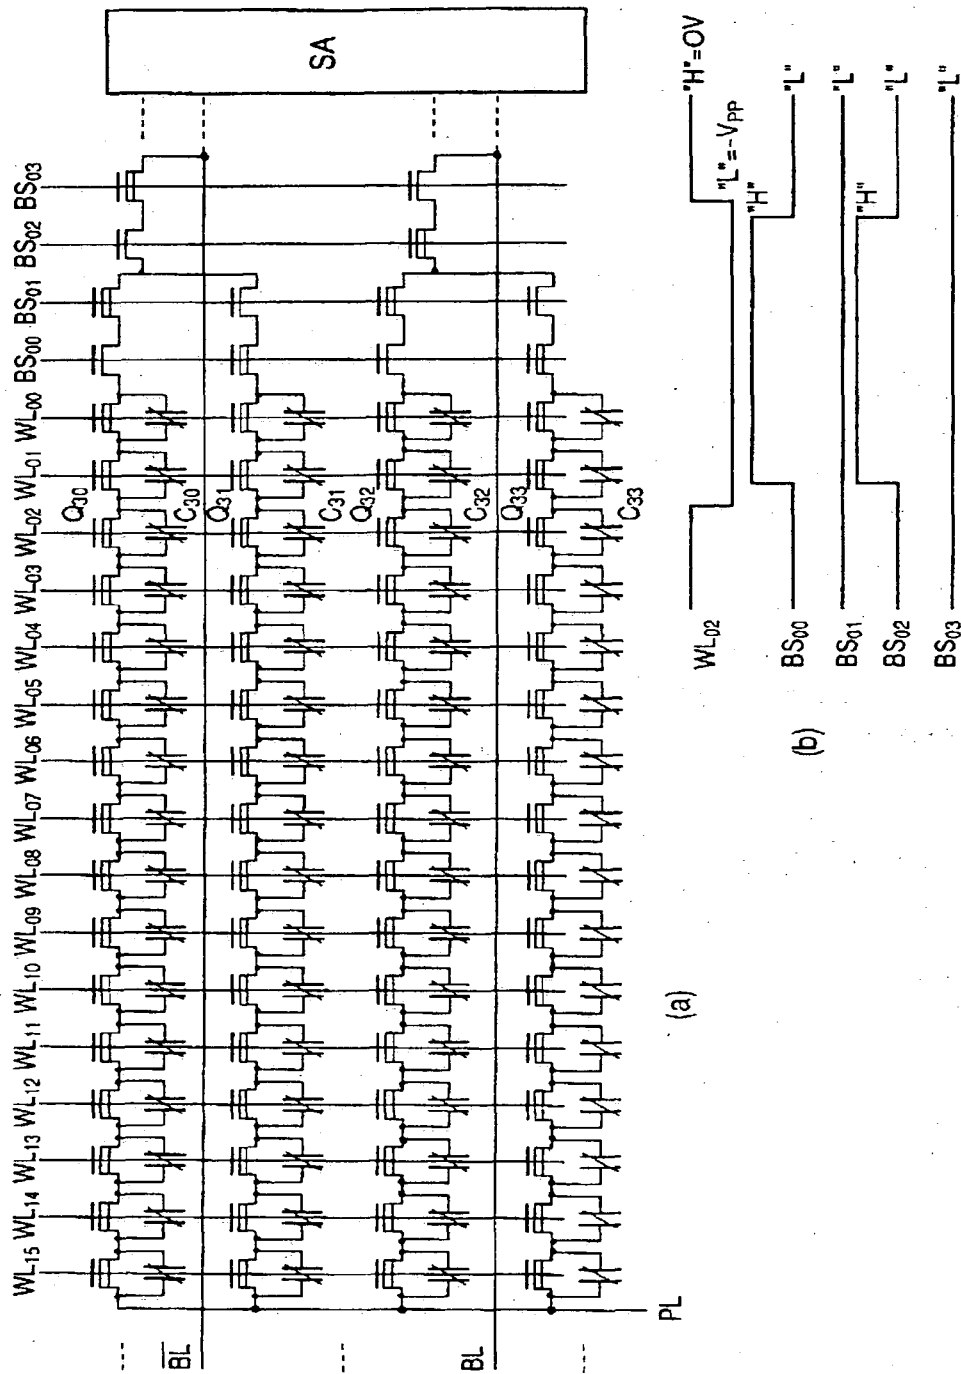 WL15 WL14 WL13 WL12 WL11 WL10 WL09 WL08 WL07 WL06 WL05 WL04 WL03 WL02 WL01 WL00 BS00 BS01 BS02 BS03
Q30
C30
Q31
C31
Q32
C32
Q33
C33
SA
BL
BL
PL
(a)
WL02
"H"=0V
"L"=-VPP
BS00
"H"
"L"
BS01
"L"
BS02
"H"
"L"
BS03
"L"
(b)